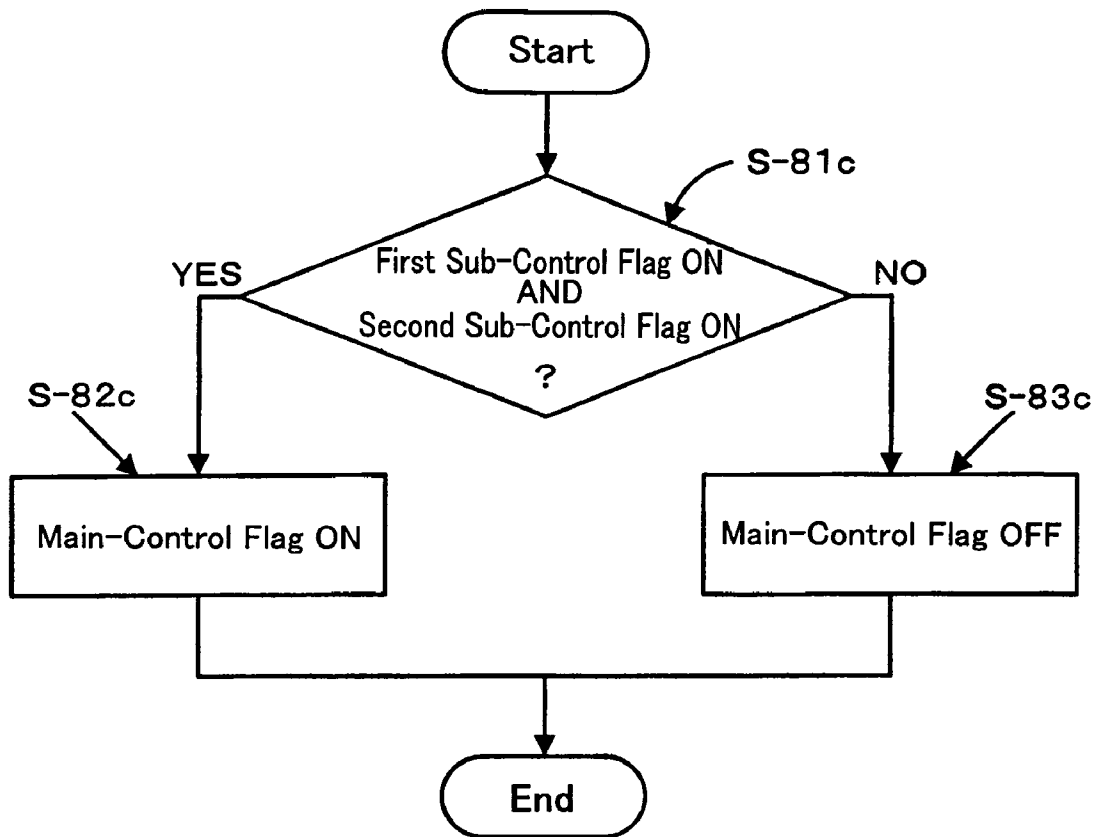 Start
S-81c
First Sub-Control Flag ON
AND
Second Sub-Control Flag ON
?
YES
NO
S-82c
S-83c
Main-Control Flag ON
Main-Control Flag OFF
End